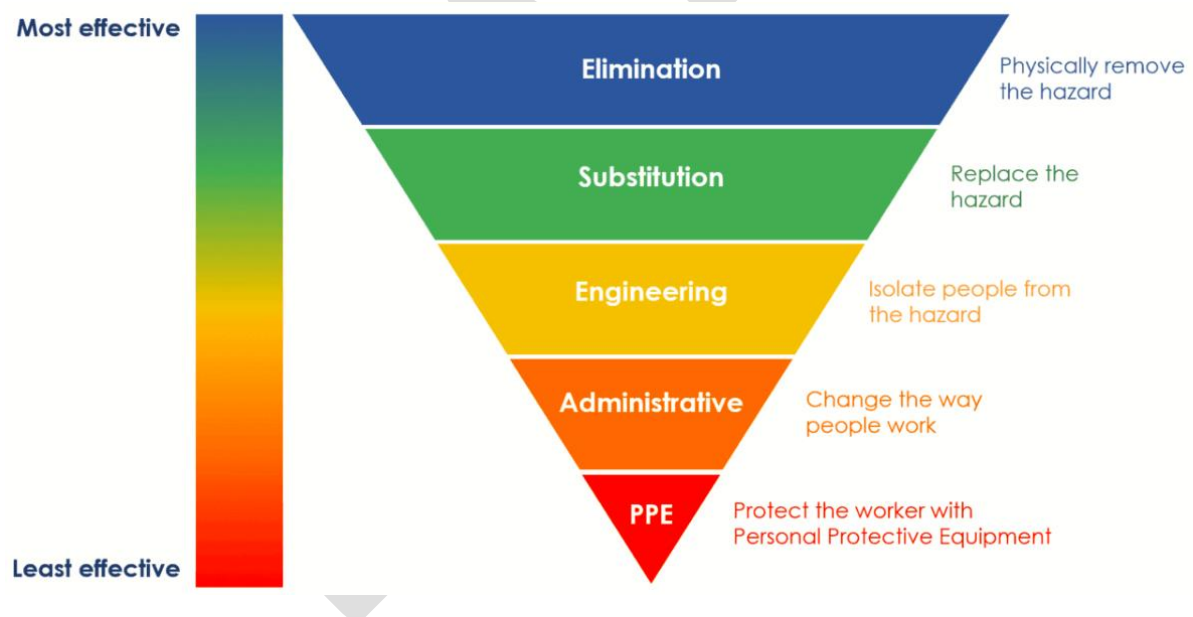 Most effective
Elimination
Physically remove
the hazard
Substitution
Replace the
hazard
Engineering
Isolate people from
the hazard
Administrative
Change the way
people work
PPE
Protect the worker with
Personal Protective Equipment
Least effective